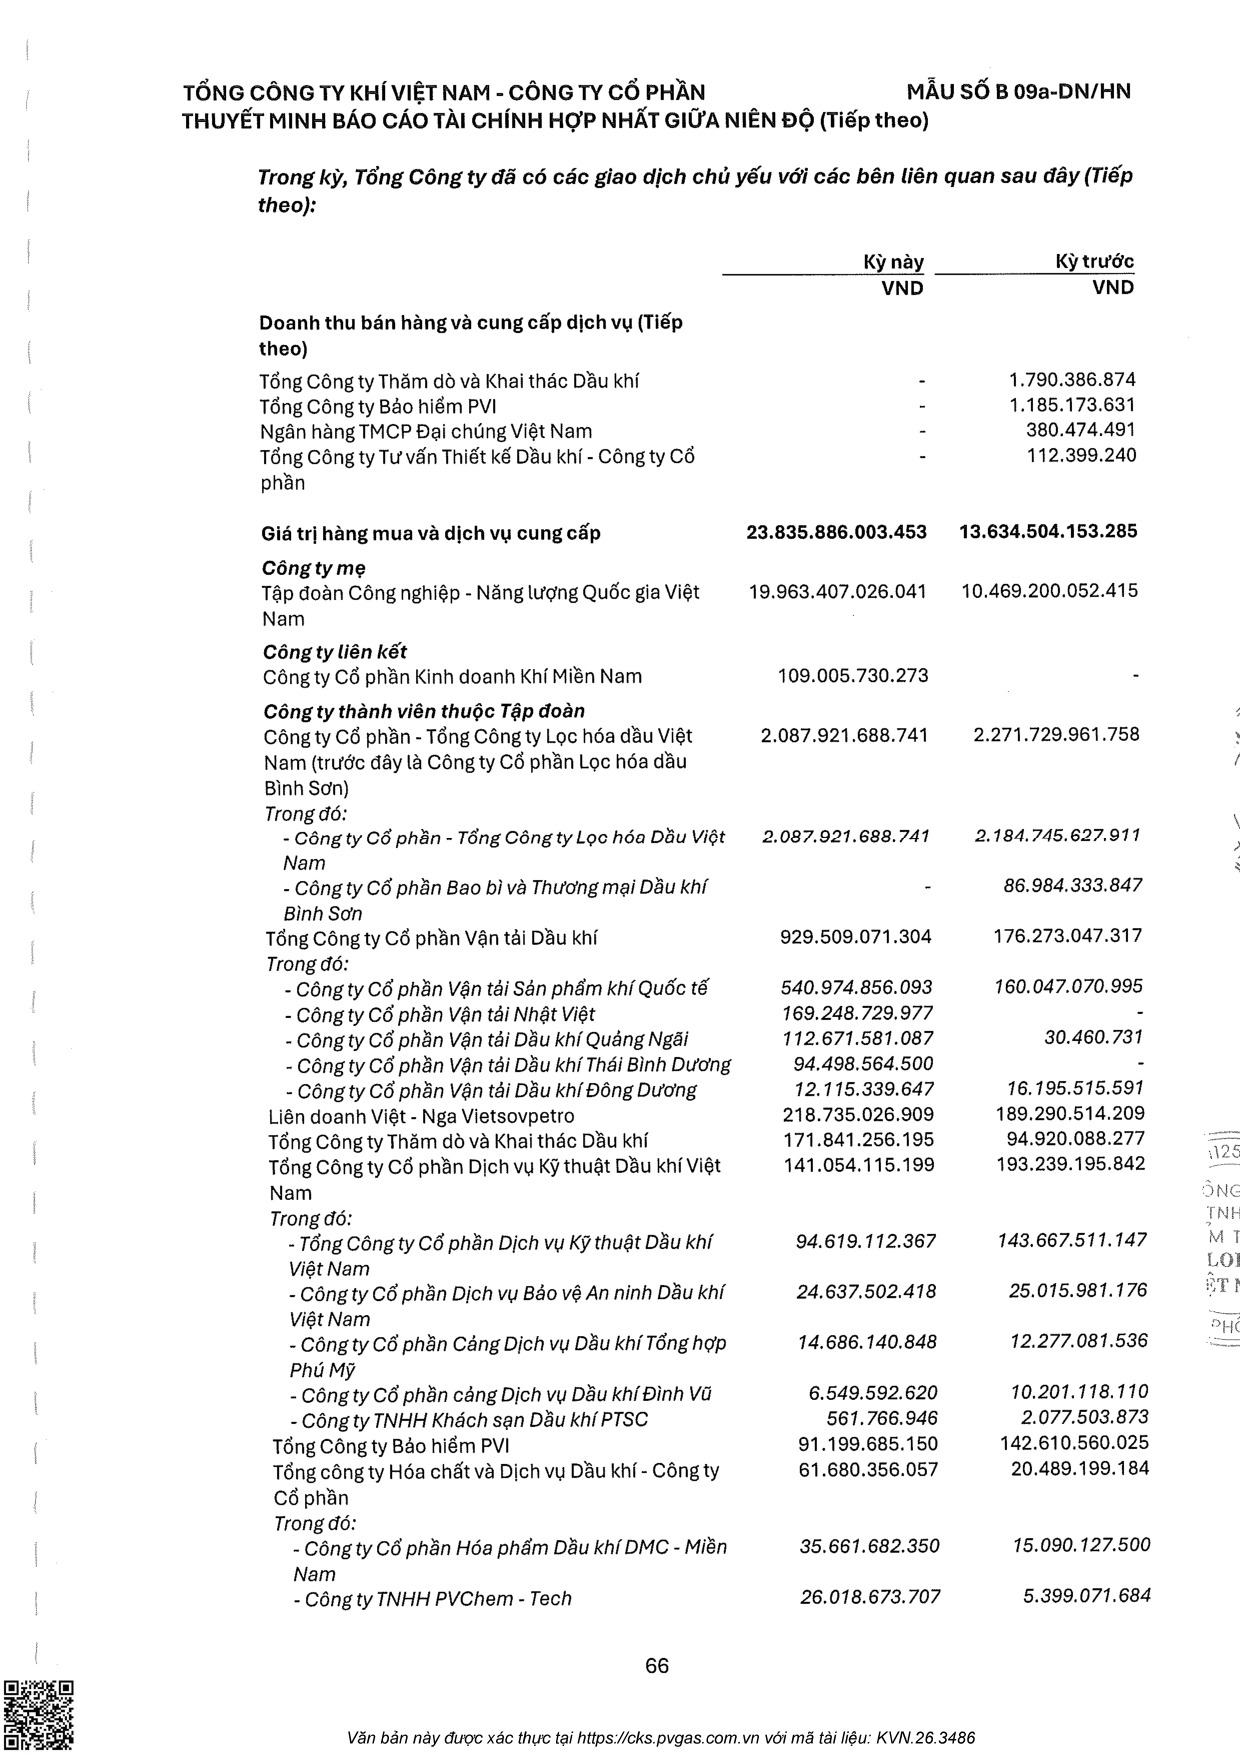 TỔNG CÔNG TY KHÍ VIỆT NAM - CÔNG TY CỔ PHẦN MẪU SỐ B 09a-DN/HN
THUYẾT MINH BÁO CÁO TÀI CHÍNH HỢP NHẤT GIỮA NIÊN ĐỘ (Tiếp theo)
Trong kỳ, Tổng Công ty đã có các giao dịch chủ yếu với các bên liên quan sau đây (Tiếp
theo):
Kỳ này Kỳ trước
VND VND
Doanh thu bán hàng và cung cấp dịch vụ (Tiếp
theo)
Tổng Công ty Thăm dò và Khai thác Dầu khí - 1.790.386.874
Tổng Công ty Bảo hiểm PVI - 1.185.173.631
Ngân hàng TMCP Đại chúng Việt Nam - 380.474.491
Tổng Công ty Tư vấn Thiết kế Dầu khí - Công ty Cổ - 112.399.240
phần
Giá trị hàng mua và dịch vụ cung cấp 23.835.886.003.453 13.634.504.153.285
Công ty mẹ
Tập đoàn Công nghiệp - Năng lượng Quốc gia Việt 19.963.407.026.041 10.469.200.052.415
Nam
Công ty liên kết
Công ty Cổ phần Kinh doanh Khí Miền Nam 109.005.730.273 -
Công ty thành viên thuộc Tập đoàn
Công ty Cổ phần - Tổng Công ty Lọc hóa dầu Việt 2.087.921.688.741 2.271.729.961.758
Nam (trước đây là Công ty Cổ phần Lọc hóa dầu
Bình Sơn)
Trong đó:
- Công ty Cổ phần - Tổng Công ty Lọc hóa Dầu Việt 2.087.921.688.741 2.184.745.627.911
Nam
- Công ty Cổ phần Bao bì và Thương mại Dầu khí - 86.984.333.847
Bình Sơn
Tổng Công ty Cổ phần Vận tải Dầu khí 929.509.071.304 176.273.047.317
Trong đó:
- Công ty Cổ phần Vận tải Sản phẩm khí Quốc tế 540.974.856.093 160.047.070.995
- Công ty Cổ phần Vận tải Nhật Việt 169.248.729.977 -
- Công ty Cổ phần Vận tải Dầu khí Quảng Ngãi 112.671.581.087 30.460.731
- Công ty Cổ phần Vận tải Dầu khí Thái Bình Dương 94.498.564.500 -
- Công ty Cổ phần Vận tải Dầu khí Đông Dương 12.115.339.647 16.195.515.591
Liên doanh Việt - Nga Vietsovpetro 218.735.026.909 189.290.514.209
Tổng Công ty Thăm dò và Khai thác Dầu khí 171.841.256.195 94.920.088.277
Tổng Công ty Cổ phần Dịch vụ Kỹ thuật Dầu khí Việt 141.054.115.199 193.239.195.842
Nam
Trong đó:
- Tổng Công ty Cổ phần Dịch vụ Kỹ thuật Dầu khí 94.619.112.367 143.667.511.147
Việt Nam
- Công ty Cổ phần Dịch vụ Bảo vệ An ninh Dầu khí 24.637.502.418 25.015.981.176
Việt Nam
- Công ty Cổ phần Cảng Dịch vụ Dầu khí Tổng hợp 14.686.140.848 12.277.081.536
Phú Mỹ
- Công ty Cổ phần cảng Dịch vụ Dầu khí Đình Vũ 6.549.592.620 10.201.118.110
- Công ty TNHH Khách sạn Dầu khí PTSC 561.766.946 2.077.503.873
Tổng Công ty Bảo hiểm PVI 91.199.685.150 142.610.560.025
Tổng công ty Hóa chất và Dịch vụ Dầu khí - Công ty 61.680.356.057 20.489.199.184
Cổ phần
Trong đó:
- Công ty Cổ phần Hóa phẩm Dầu khí DMC - Miền 35.661.682.350 15.090.127.500
Nam
- Công ty TNHH PVChem - Tech 26.018.673.707 5.399.071.684
66
Văn bản này được xác thực tại https://cks.pvgas.com.vn với mã tài liệu: KVN.26.3486